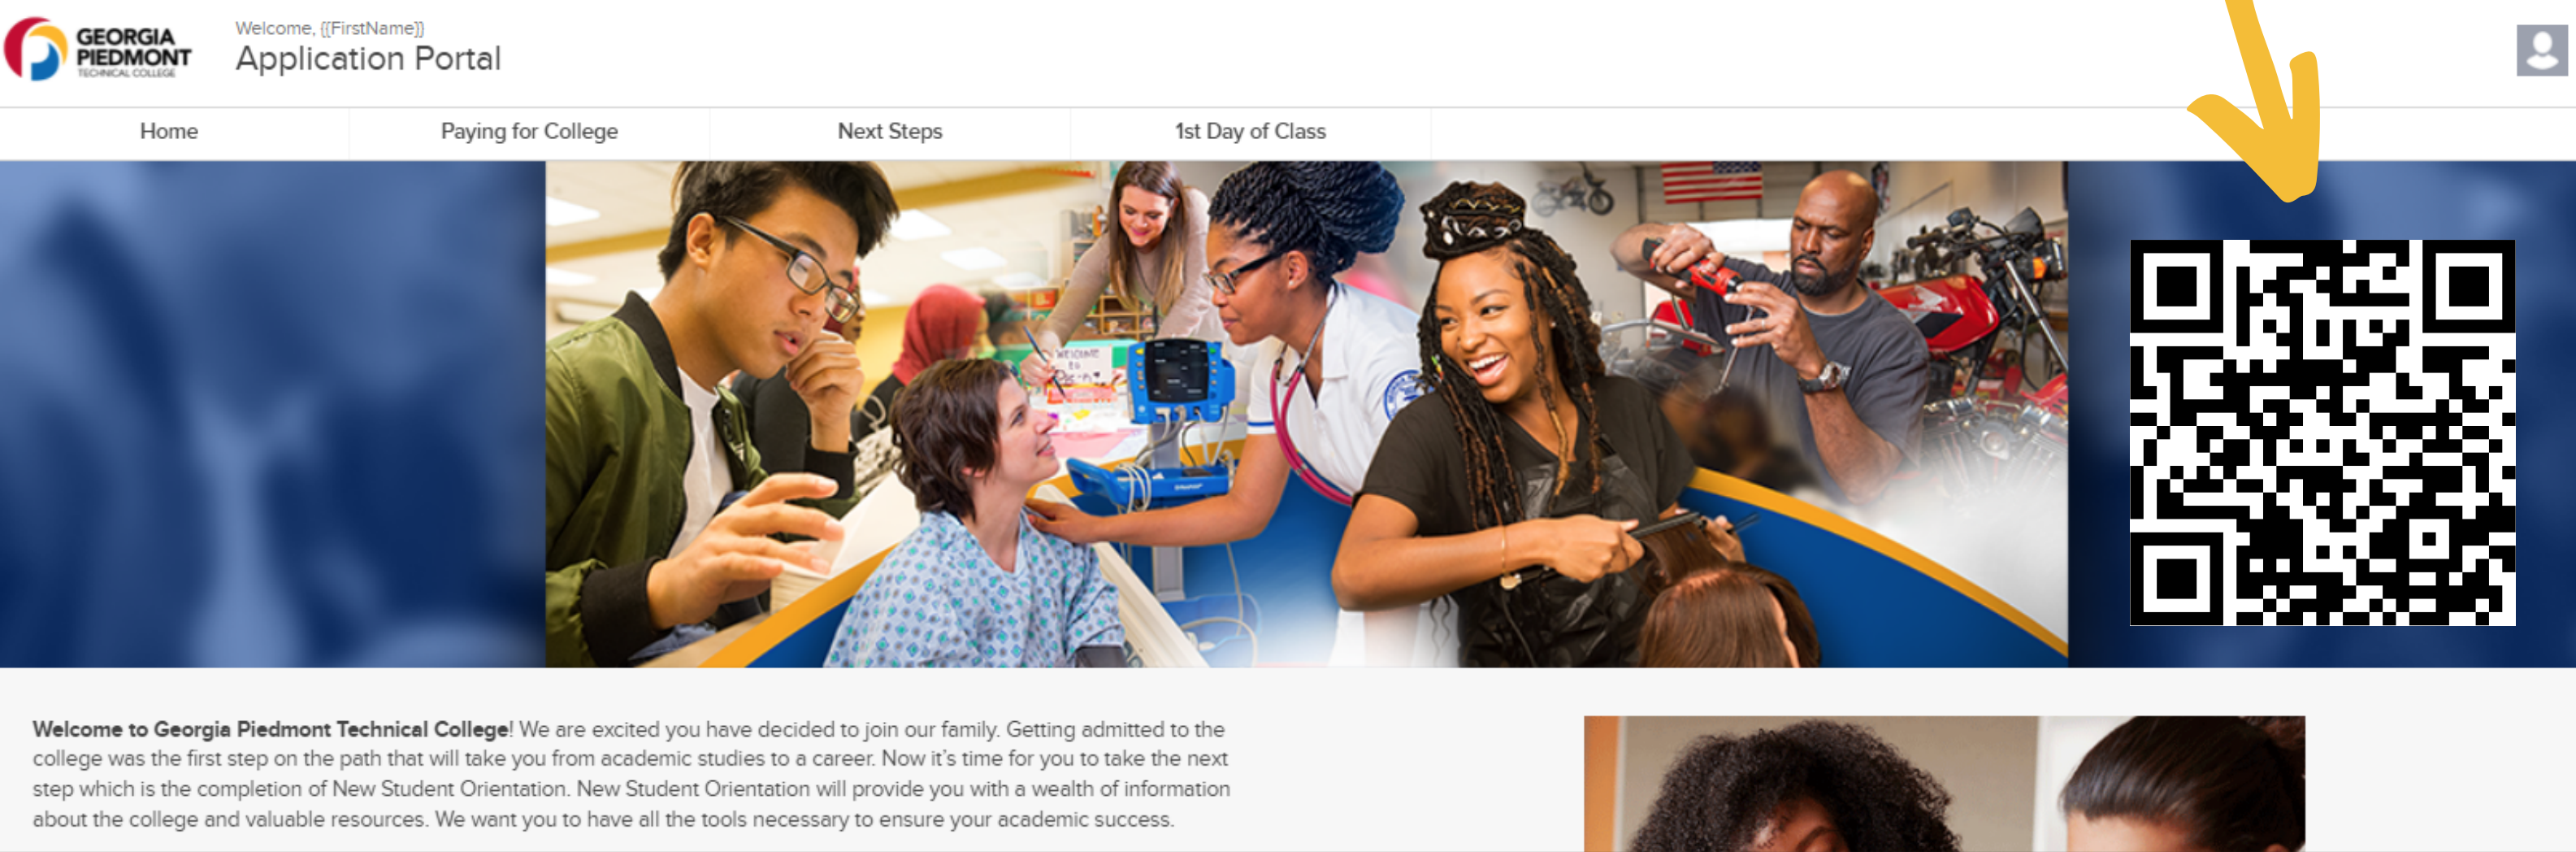 GEORGIA
PIEDMONT
TECHNICAL COLLEGE
Welcome, {{FirstName}}
Application Portal
Home
Paying for College
Next Steps
1st Day of Class
WELCOME
to
Welcome to Georgia Piedmont Technical College! We are excited you have decided to join our family. Getting admitted to the
college was the first step on the path that will take you from academic studies to a career. Now it’s time for you to take the next
step which is the completion of New Student Orientation. New Student Orientation will provide you with a wealth of information
about the college and valuable resources. We want you to have all the tools necessary to ensure your academic success.